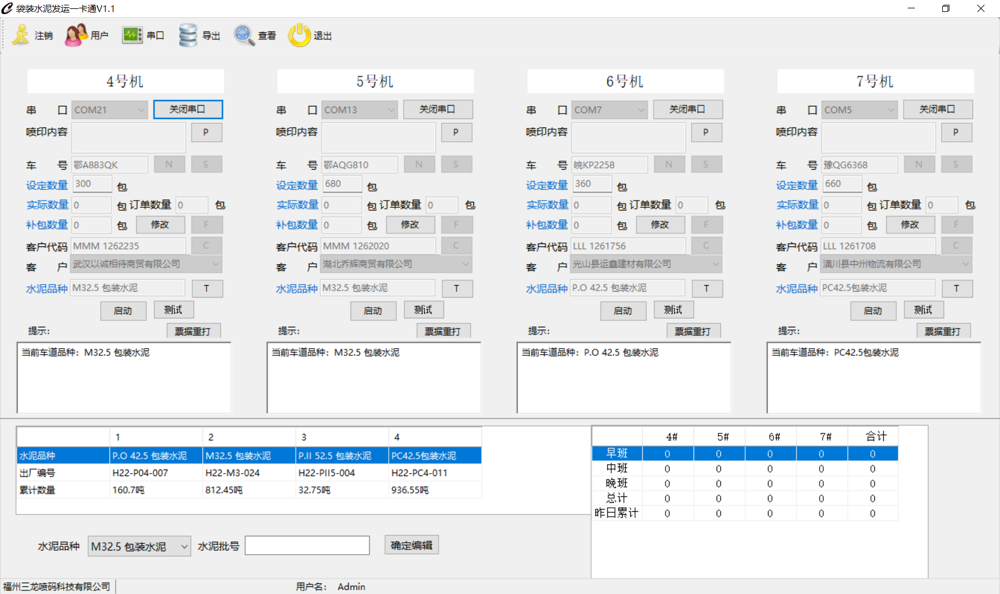 袋装水泥发运一卡通V1.1
注销 用户 串口 导出 查看 退出
4号机
串 口 COM21 关闭串口
喷印内容 P
车 号 鄂A883QK N S
设定数量 300 包
实际数量 0 包 订单数量 0 包
补包数量 0 包 修改 F
客户代码 MMM 1262235 C
客 户 武汉以诚相待商贸有限公司
水泥品种 M32.5 包装水泥 T
启动 测试
提示: 票据重打
当前车道品种：M32.5 包装水泥
5号机
串 口 COM13 关闭串口
喷印内容 P
车 号 鄂AQG810 N S
设定数量 680 包
实际数量 0 包 订单数量 0 包
补包数量 0 包 修改 F
客户代码 MMM 1262020 C
客 户 湖北乔辉商贸有限公司
水泥品种 M32.5 包装水泥 T
启动 测试
提示: 票据重打
当前车道品种：M32.5 包装水泥
6号机
串 口 COM7 关闭串口
喷印内容 P
车 号 皖KP2258 N S
设定数量 360 包
实际数量 0 包 订单数量 0 包
补包数量 0 包 修改 F
客户代码 LLL 1261756 C
客 户 光山县运鑫建材有限公司
水泥品种 P.O 42.5 包装水泥 T
启动 测试
提示: 票据重打
当前车道品种：P.O 42.5 包装水泥
7号机
串 口 COM5 关闭串口
喷印内容 P
车 号 豫QG6368 N S
设定数量 660 包
实际数量 0 包 订单数量 0 包
补包数量 0 包 修改 F
客户代码 LLL 1261708 C
客 户 潢川县中州物流有限公司
水泥品种 PC42.5包装水泥 T
启动 测试
提示: 票据重打
当前车道品种：PC42.5包装水泥
1 2 3 4
水泥品种 P.O 42.5 包装水泥 M32.5 包装水泥 P.II 52.5 包装水泥 PC42.5包装水泥
出厂编号 H22-P04-007 H22-M3-024 H22-PII5-004 H22-PC4-011
累计数量 160.7吨 812.45吨 32.75吨 936.55吨
4# 5# 6# 7# 合计
早班 0 0 0 0 0
中班 0 0 0 0 0
晚班 0 0 0 0 0
总计 0 0 0 0 0
昨日累计 0 0 0 0 0
水泥品种 M32.5 包装水泥 水泥批号 确定编辑
福州三龙喷码科技有限公司 用户名： Admin